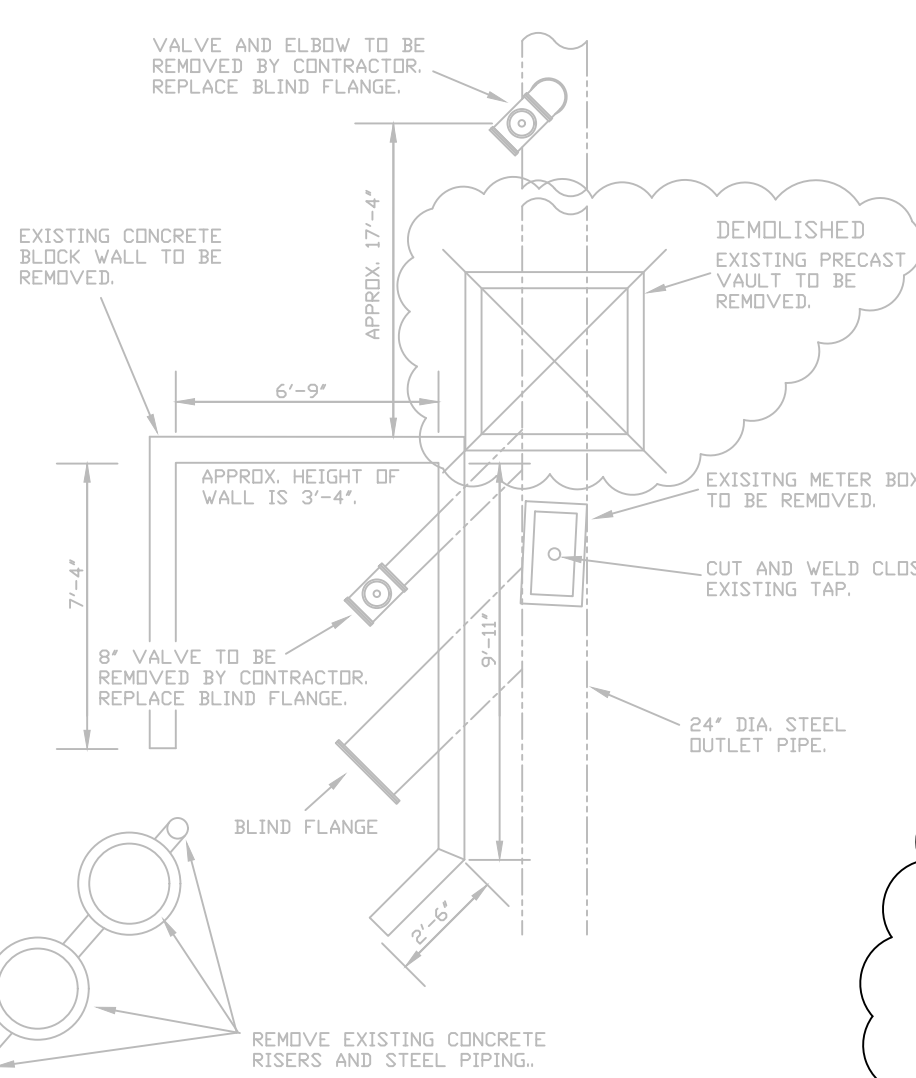 VALVE AND ELBOW TO BE
REMOVED BY CONTRACTOR.
REPLACE BLIND FLANGE.
APPROX. 17'-4"
EXISTING CONCRETE
BLOCK WALL TO BE
REMOVED.
DEMOLISHED
EXISTING PRECAST
VAULT TO BE
REMOVED.
6'-9"
APPROX. HEIGHT OF
WALL IS 3'-4".
EXISITNG METER BOX
TO BE REMOVED.
7'-4"
CUT AND WELD CLOS
EXISTING TAP.
9'-11"
8" VALVE TO BE
REMOVED BY CONTRACTOR.
REPLACE BLIND FLANGE.
24" DIA. STEEL
OUTLET PIPE.
BLIND FLANGE
2'-6"
REMOVE EXISTING CONCRETE
RISERS AND STEEL PIPING..